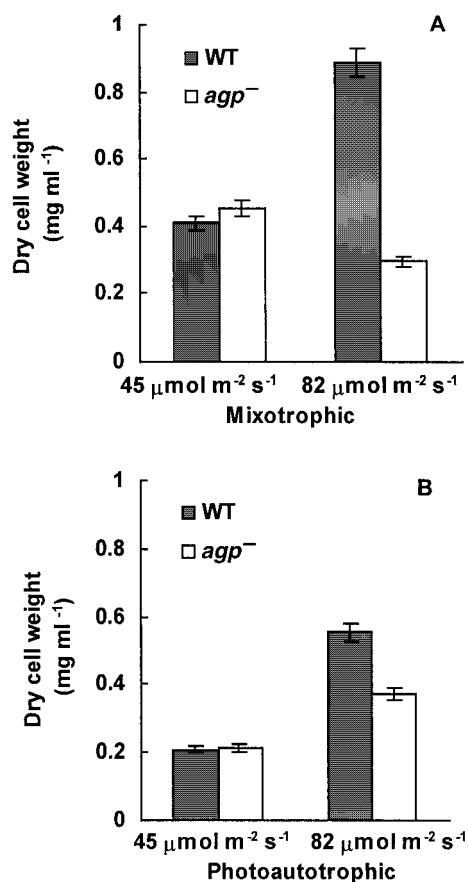 A
WT
agp⁻
Dry cell weight
(mg ml⁻¹)
1
0.8
0.6
0.4
0.2
0
45 μmol m⁻² s⁻¹ 82 μmol m⁻² s⁻¹
Mixotrophic
B
WT
agp⁻
Dry cell weight
(mg ml⁻¹)
1
0.8
0.6
0.4
0.2
0
45 μmol m⁻² s⁻¹ 82 μmol m⁻² s⁻¹
Photoautotrophic